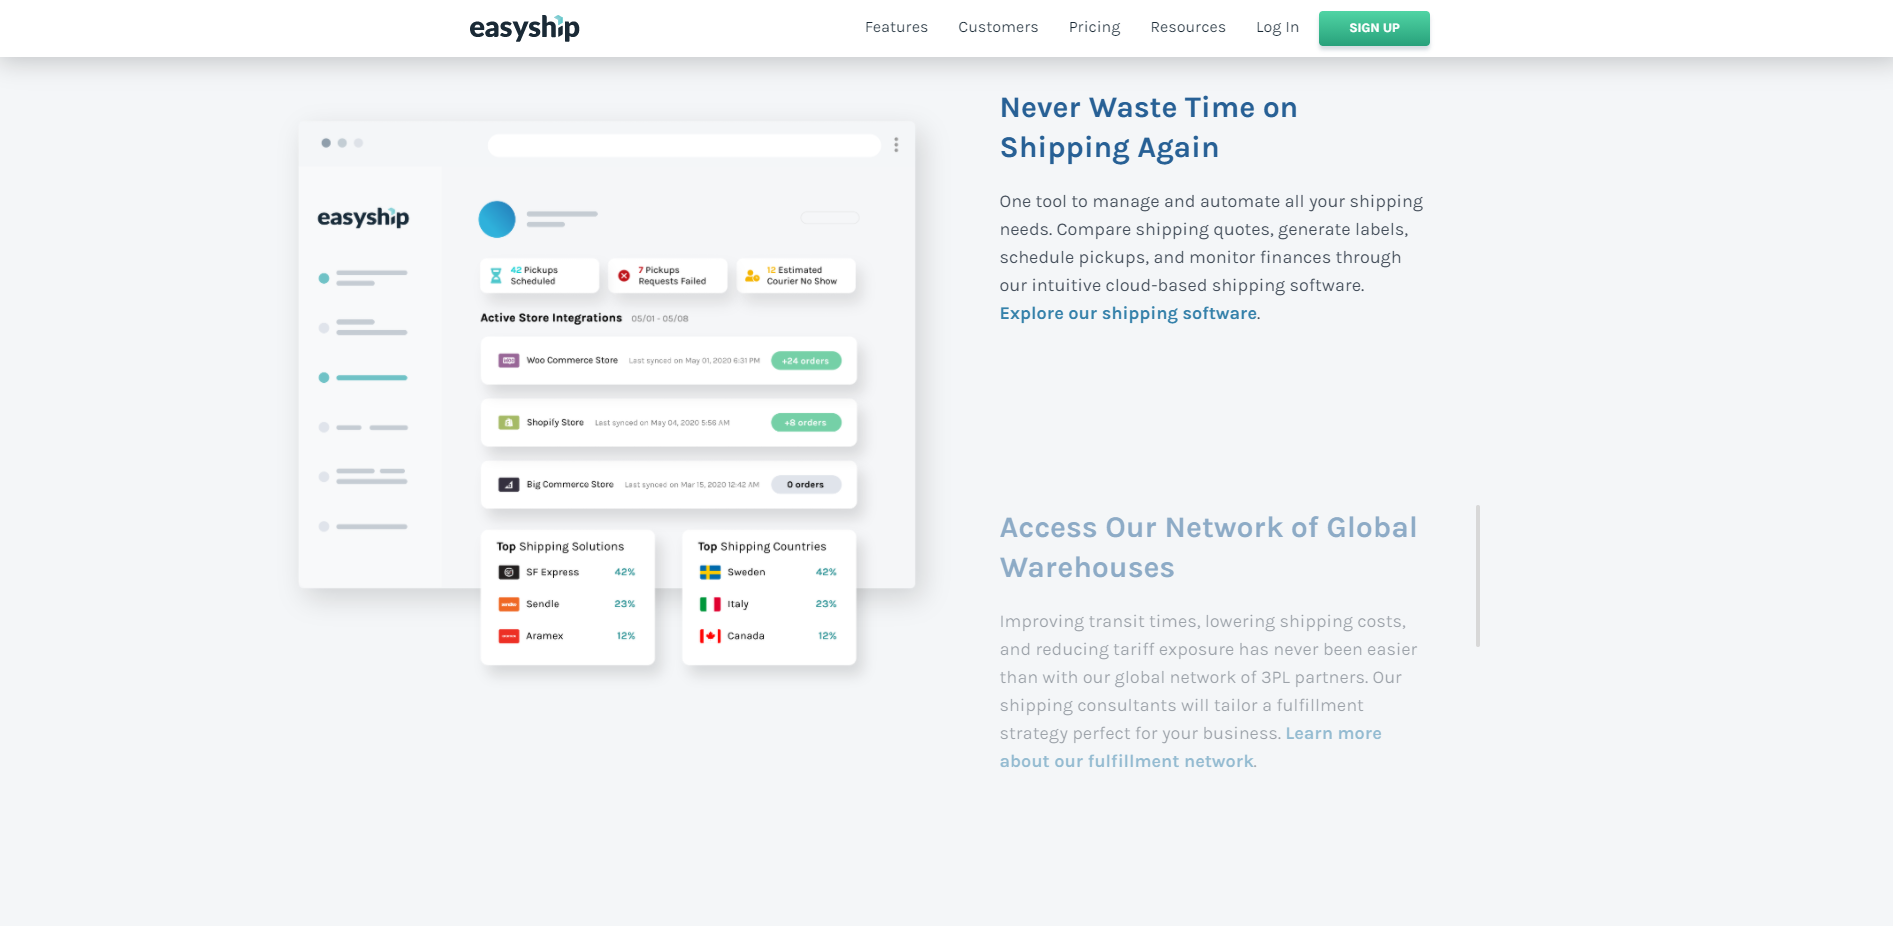 easyship
Features Customers Pricing Resources Log In SIGN UP
easyship
42 Pickups
Scheduled
7 Pickups
Requests Failed
12 Estimated
Courier No Show
Active Store Integrations 05/01 - 05/08
Woo Commerce Store Last synced on May 01, 2020 6:31 PM +24 orders
Shopify Store Last synced on May 04, 2020 5:56 AM +8 orders
Big Commerce Store Last synced on Mar 15, 2020 12:42 AM 0 orders
Top Shipping Solutions
SF Express 42%
Sendle 23%
Aramex 12%
Top Shipping Countries
Sweden 42%
Italy 23%
Canada 12%
Never Waste Time on
Shipping Again
One tool to manage and automate all your shipping
needs. Compare shipping quotes, generate labels,
schedule pickups, and monitor finances through
our intuitive cloud-based shipping software.
Explore our shipping software.
Access Our Network of Global
Warehouses
Improving transit times, lowering shipping costs,
and reducing tariff exposure has never been easier
than with our global network of 3PL partners. Our
shipping consultants will tailor a fulfillment
strategy perfect for your business. Learn more
about our fulfillment network.